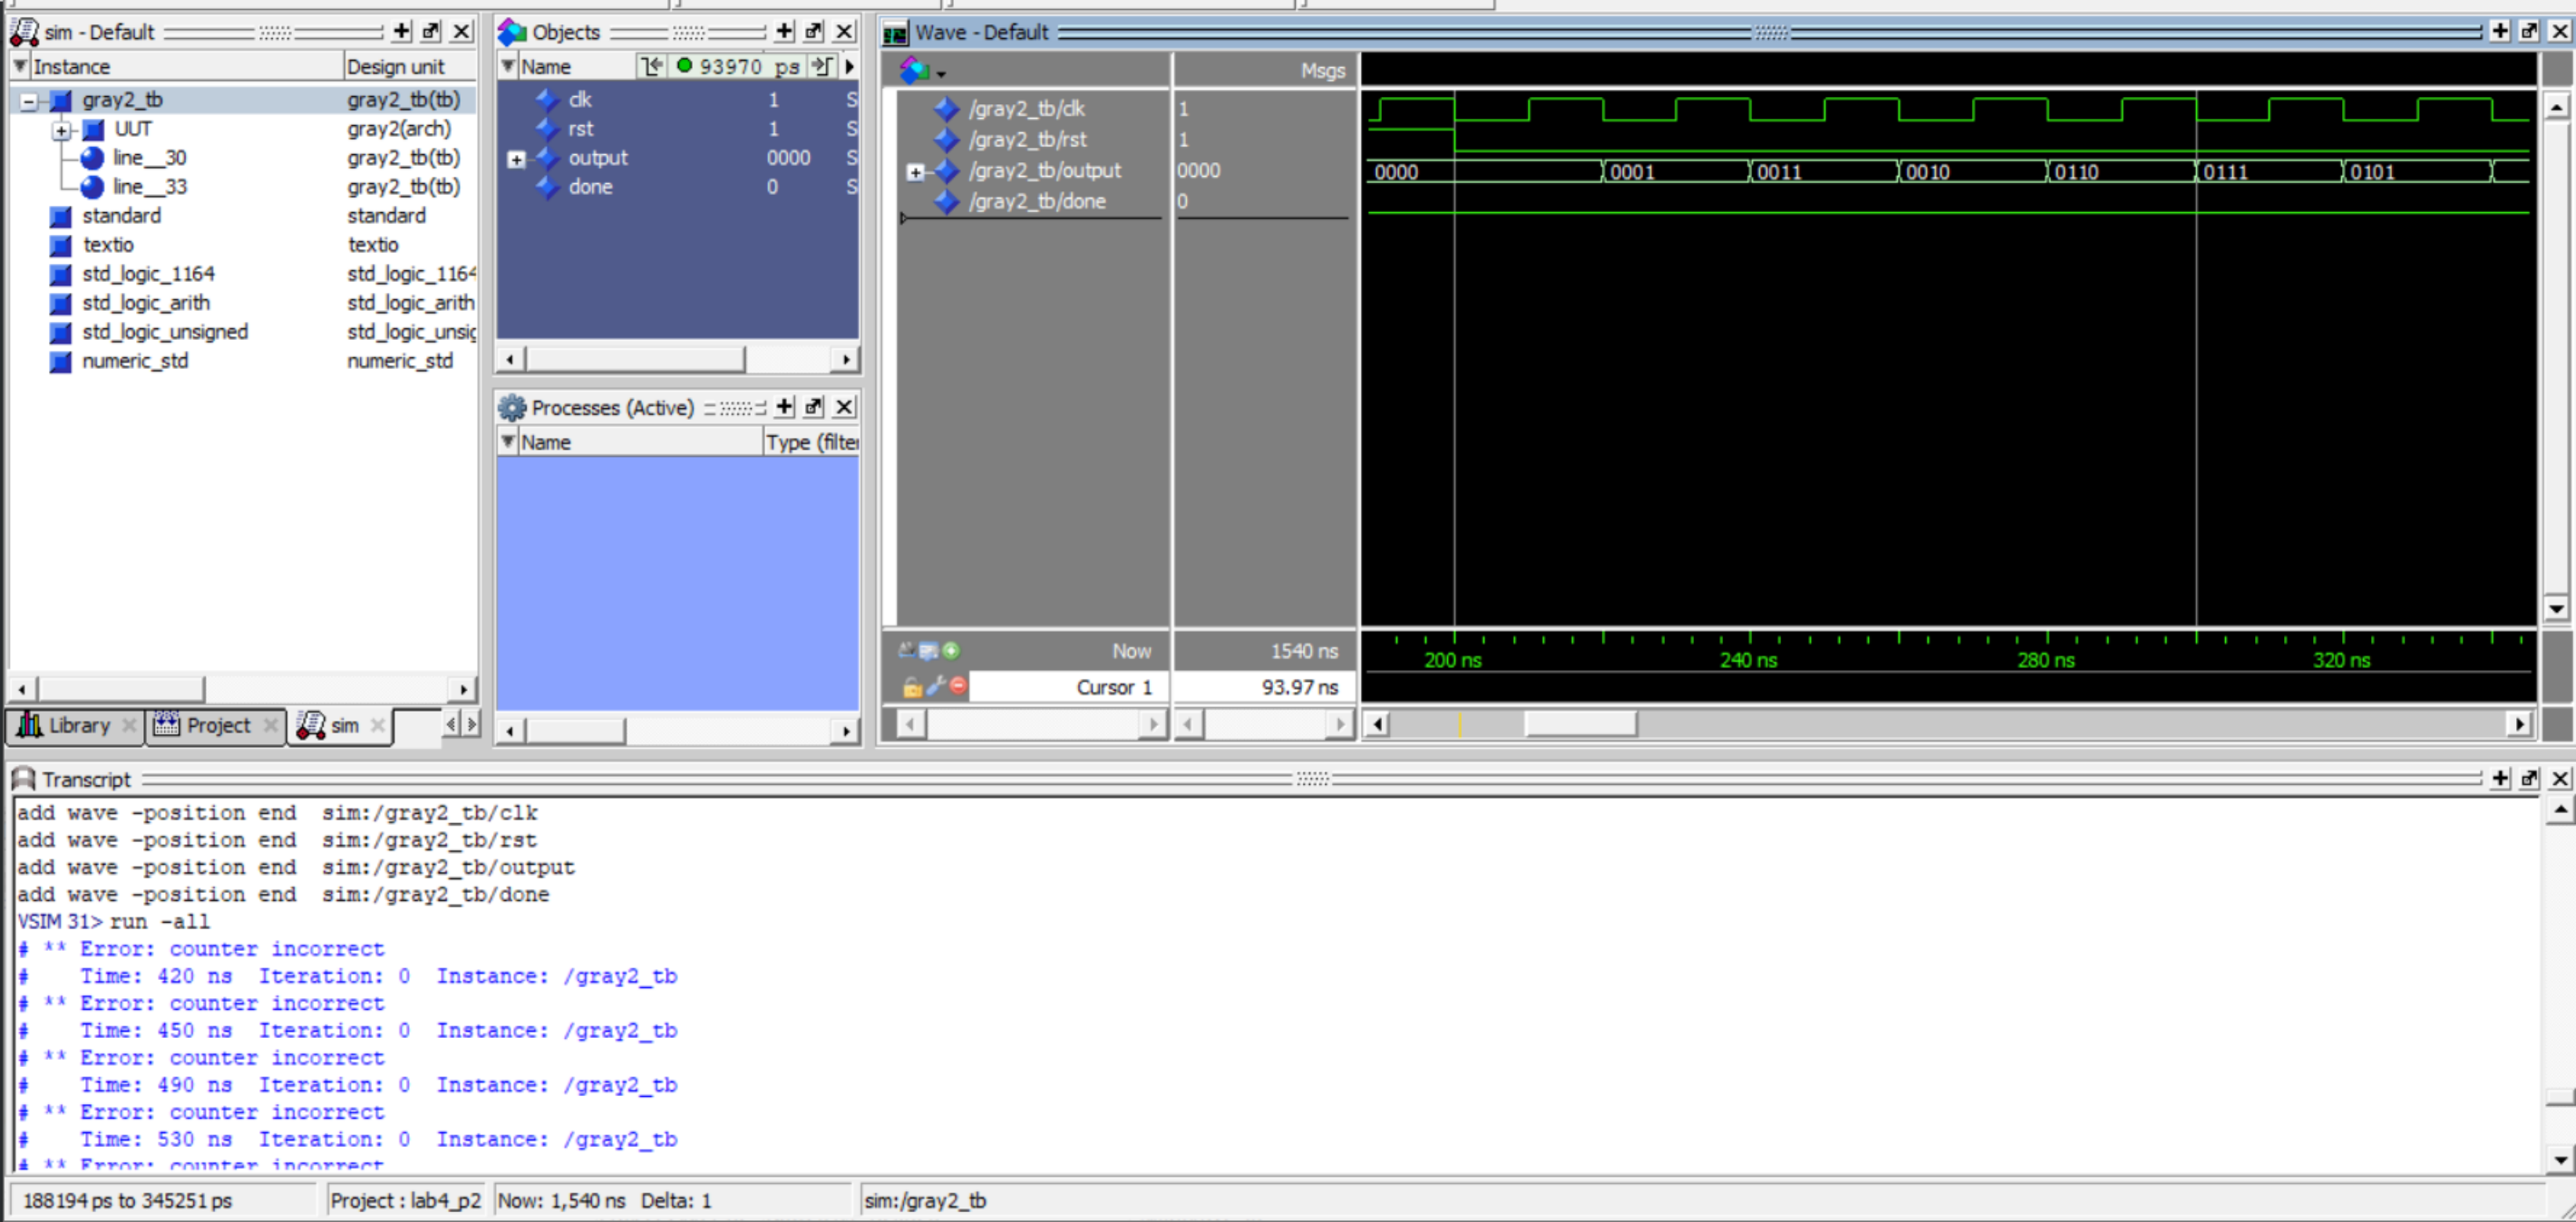 sim - Default
Instance Design unit
gray2_tb gray2_tb(tb)
UUT gray2(arch)
line__30 gray2_tb(tb)
line__33 gray2_tb(tb)
standard standard
textio textio
std_logic_1164 std_logic_1164
std_logic_arith std_logic_arith
std_logic_unsigned std_logic_unsig
numeric_std numeric_std
Library Project sim
Objects
Name 93970 ps
clk 1 S
rst 1 S
output 0000 S
done 0 S
Processes (Active)
Name Type (filter
Wave - Default
Msgs
/gray2_tb/clk 1
/gray2_tb/rst 1
/gray2_tb/output 0000 0000 0001 0011 0010 0110 0111 0101
/gray2_tb/done 0
Now 1540 ns 200 ns 240 ns 280 ns 320 ns
Cursor 1 93.97 ns
Transcript
add wave -position end  sim:/gray2_tb/clk
add wave -position end  sim:/gray2_tb/rst
add wave -position end  sim:/gray2_tb/output
add wave -position end  sim:/gray2_tb/done
VSIM 31> run -all
# ** Error: counter incorrect
#    Time: 420 ns  Iteration: 0  Instance: /gray2_tb
# ** Error: counter incorrect
#    Time: 450 ns  Iteration: 0  Instance: /gray2_tb
# ** Error: counter incorrect
#    Time: 490 ns  Iteration: 0  Instance: /gray2_tb
# ** Error: counter incorrect
#    Time: 530 ns  Iteration: 0  Instance: /gray2_tb
# ** Error: counter incorrect
188194 ps to 345251 ps Project : lab4_p2 Now: 1,540 ns  Delta: 1 sim:/gray2_tb